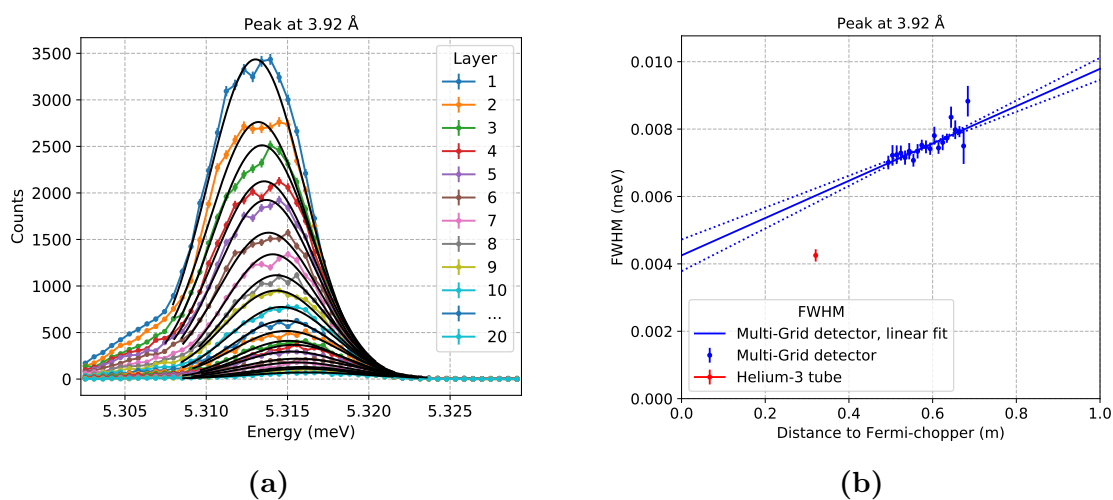 Peak at 3.92 Å
3500
3000
2500
2000
1500
1000
500
0
Counts
5.305 5.310 5.315 5.320 5.325
Energy (meV)
Layer
1
2
3
4
5
6
7
8
9
10
...
20
(a)
Peak at 3.92 Å
0.010
0.008
0.006
0.004
0.002
0.000
FWHM (meV)
0.0 0.2 0.4 0.6 0.8 1.0
Distance to Fermi-chopper (m)
FWHM
Multi-Grid detector, linear fit
Multi-Grid detector
Helium-3 tube
(b)